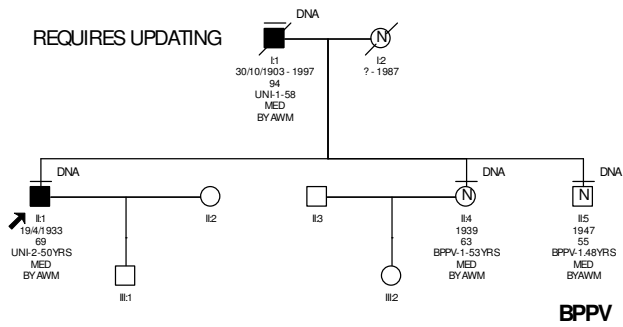 DNA
REQUIRES UPDATING
N
I:1
30/10/1903 - 1997
94
UNI-1-58
MED
BY AWM
I:2
? - 1987
DNA
DNA
DNA
N
N
II:1
19/4/1933
69
UNI-2-50YRS
MED
BY AWM
II:2
II:3
II:4
1939
63
BPPV-1-53YRS
MED
BY AWM
II:5
1947
55
BPPV-1.48YRS
MED
BY AWM
III:1
III:2
BPPV